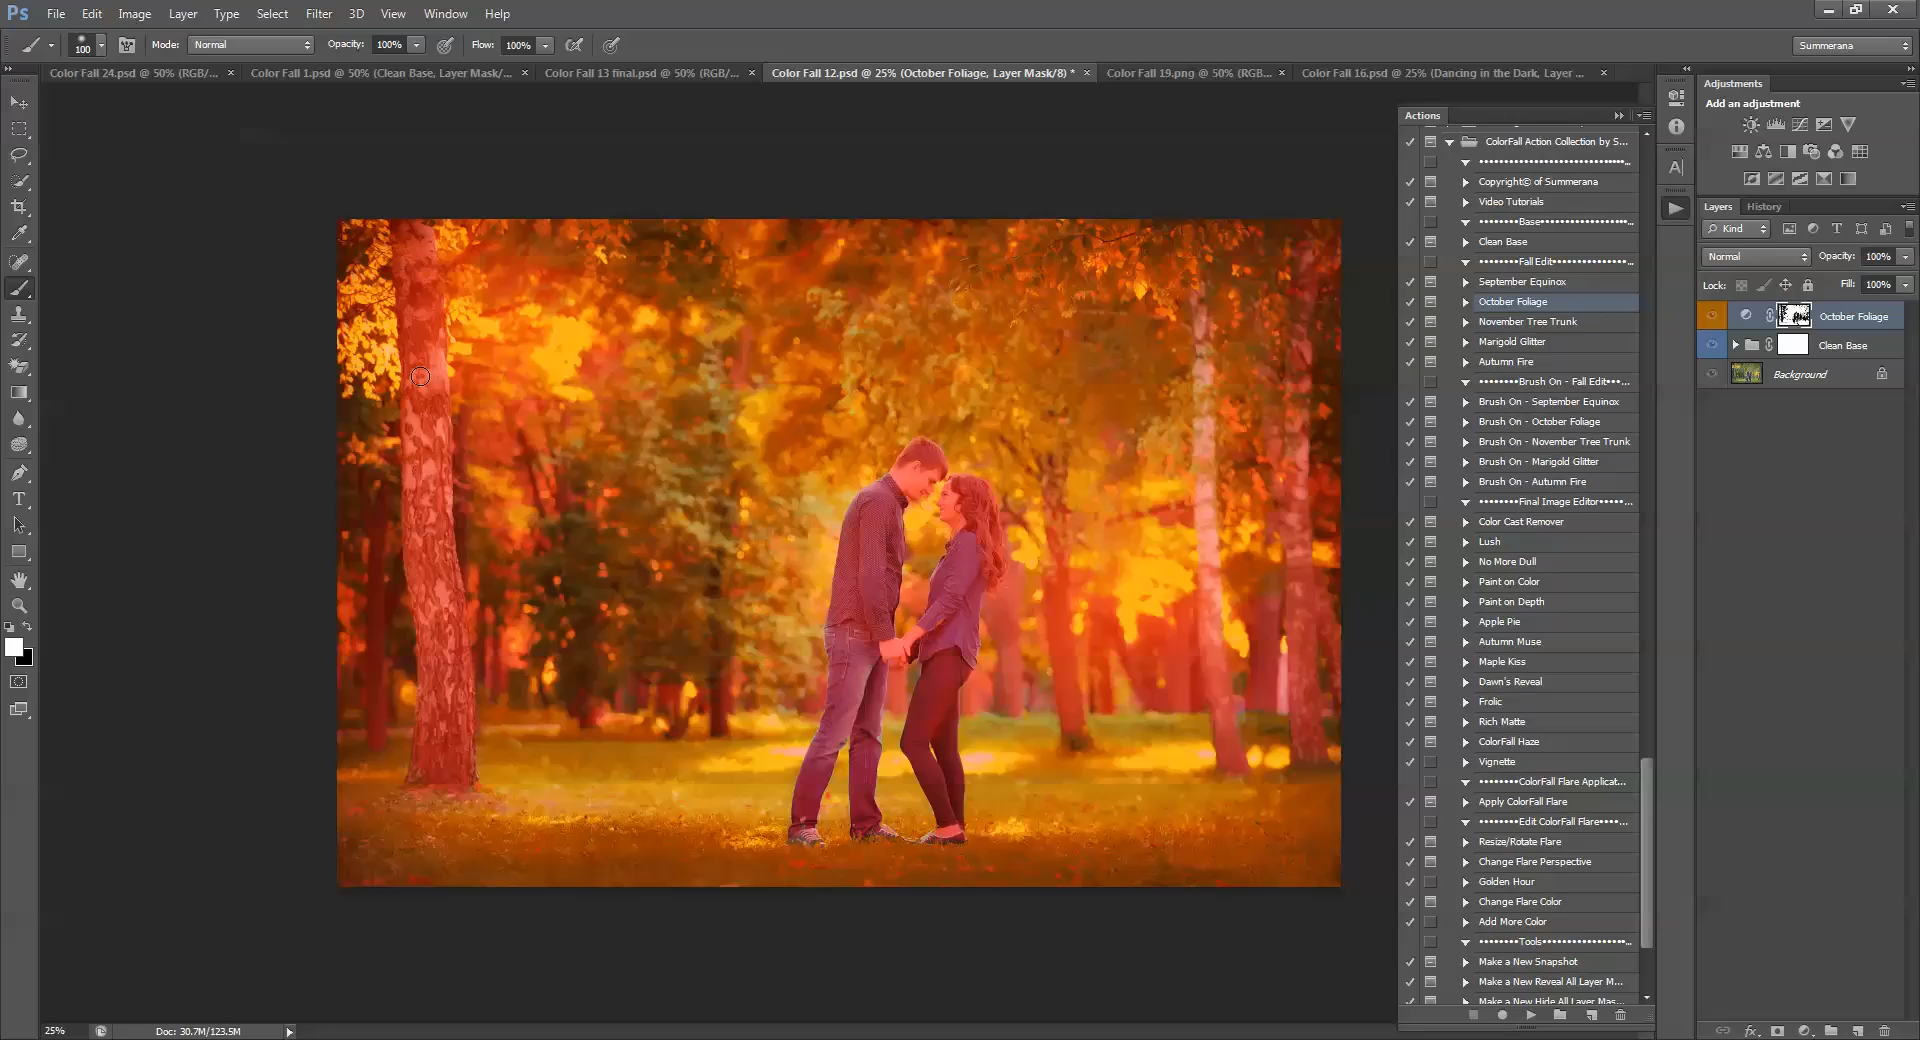 Ps File Edit Image Layer Type Select Filter 3D View Window Help
100 Mode: Normal Opacity: 100% Flow: 100% Summerana
Color Fall 24.psd @ 50% (RGB/... × Color Fall 1.psd @ 50% (Clean Base, Layer Mask/... × Color Fall 13 final.psd @ 50% (RGB/... × Color Fall 12.psd @ 25% (October Foliage, Layer Mask/8) * × Color Fall 19.png @ 50% (RGB... × Color Fall 16.psd @ 25% (Dancing in the Dark, Layer ... ×
Actions
ColorFall Action Collection by S...
Copyright© of Summerana
Video Tutorials
••••••••Base•••••••••••••••••••...
Clean Base
••••••••Fall Edit••••••••••••••••...
September Equinox
October Foliage
November Tree Trunk
Marigold Glitter
Autumn Fire
••••••••Brush On - Fall Edit•••...
Brush On - September Equinox
Brush On - October Foliage
Brush On - November Tree Trunk
Brush On - Marigold Glitter
Brush On - Autumn Fire
••••••••Final Image Editor•••••...
Color Cast Remover
Lush
No More Dull
Paint on Color
Paint on Depth
Apple Pie
Autumn Muse
Maple Kiss
Dawn's Reveal
Frolic
Rich Matte
ColorFall Haze
Vignette
••••••••ColorFall Flare Applicat...
Apply ColorFall Flare
••••••••Edit ColorFall Flare••••...
Resize/Rotate Flare
Change Flare Perspective
Golden Hour
Change Flare Color
Add More Color
••••••••Tools•••••••••••••••••...
Make a New Snapshot
Make a New Reveal All Layer M...
Make a New Hide All Layer Mas...
Adjustments
Add an adjustment
Layers History
Kind
Normal Opacity: 100%
Lock: Fill: 100%
October Foliage
Clean Base
Background
25% Doc: 30.7M/123.5M